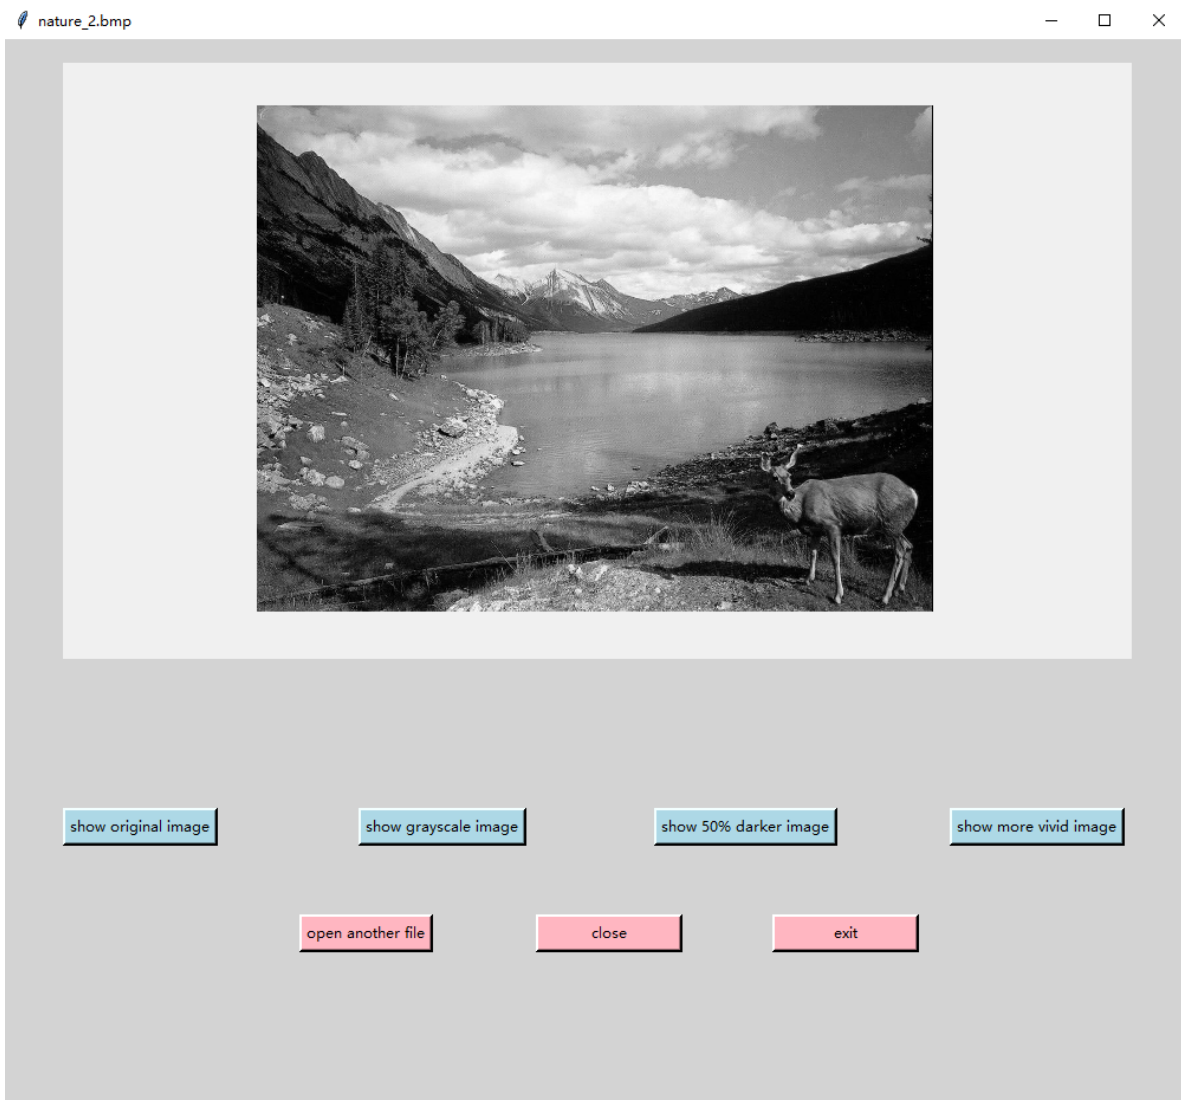 nature_2.bmp
show original image
show grayscale image
show 50% darker image
show more vivid image
open another file
close
exit